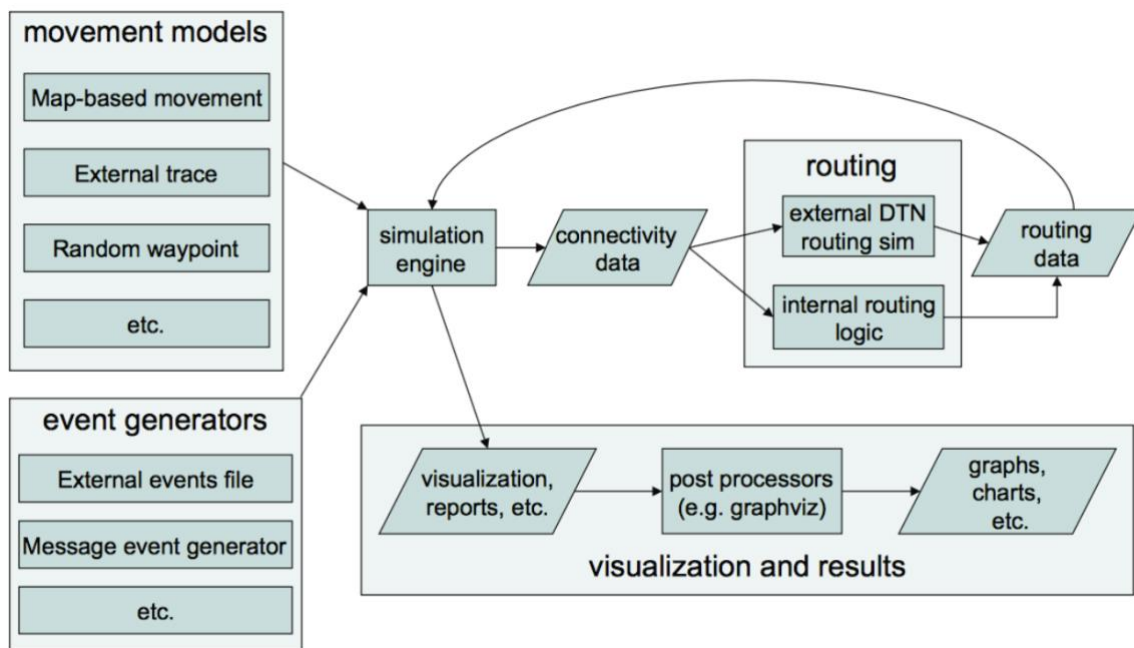 movement models
Map-based movement
External trace
Random waypoint
etc.
event generators
External events file
Message event generator
etc.
simulation
engine
connectivity
data
routing
external DTN
routing sim
internal routing
logic
routing
data
visualization,
reports, etc.
post processors
(e.g. graphviz)
graphs,
charts,
etc.
visualization and results